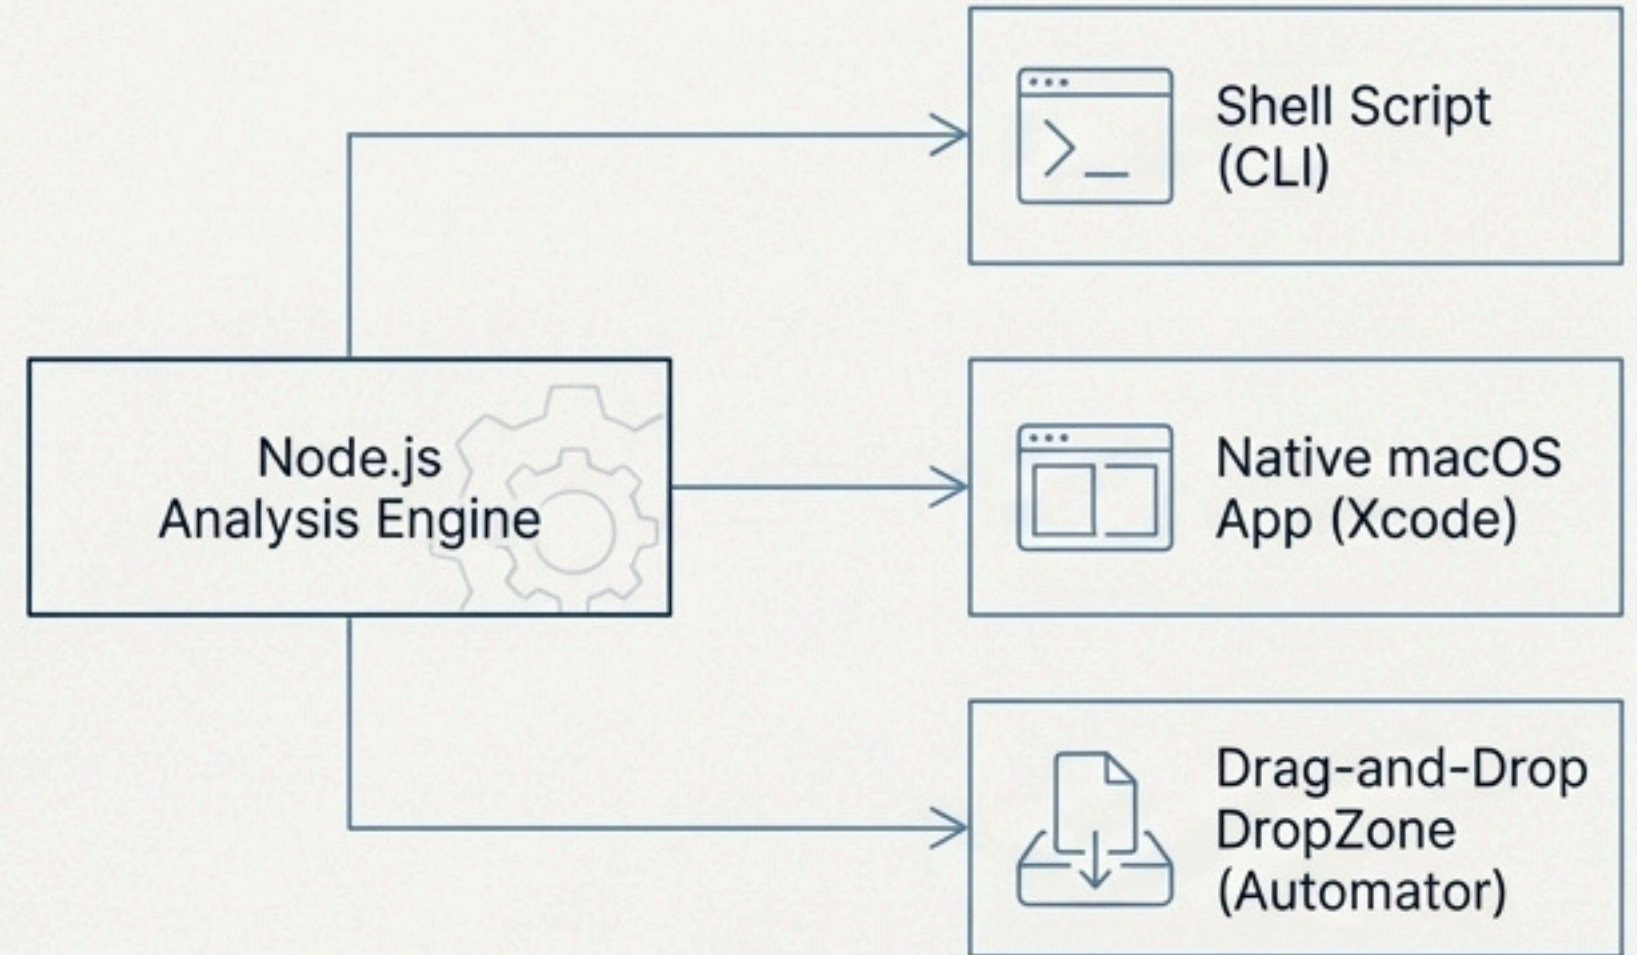 Shell Script
(CLI)
Node.js
Analysis Engine
Native macOS
App (Xcode)
Drag-and-Drop
DropZone
(Automator)